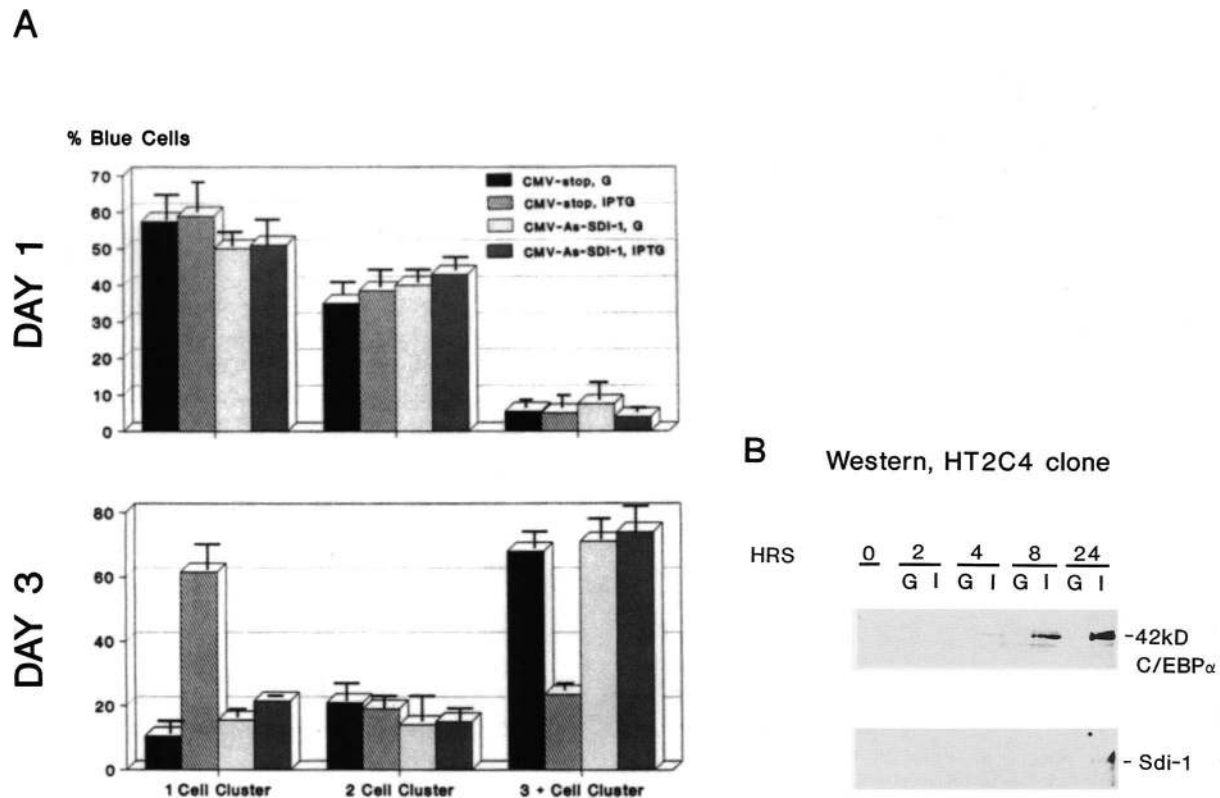 A
% Blue Cells
DAY 1
70
60
50
40
30
20
10
0
CMV-stop, G
CMV-stop, IPTG
CMV-As-SDI-1, G
CMV-As-SDI-1, IPTG
DAY 3
80
60
40
20
0
1 Cell Cluster
2 Cell Cluster
3 + Cell Cluster
B
Western, HT2C4 clone
HRS
0 2 4 8 24
G I G I G I G I
-42kD
C/EBPα
- Sdi-1